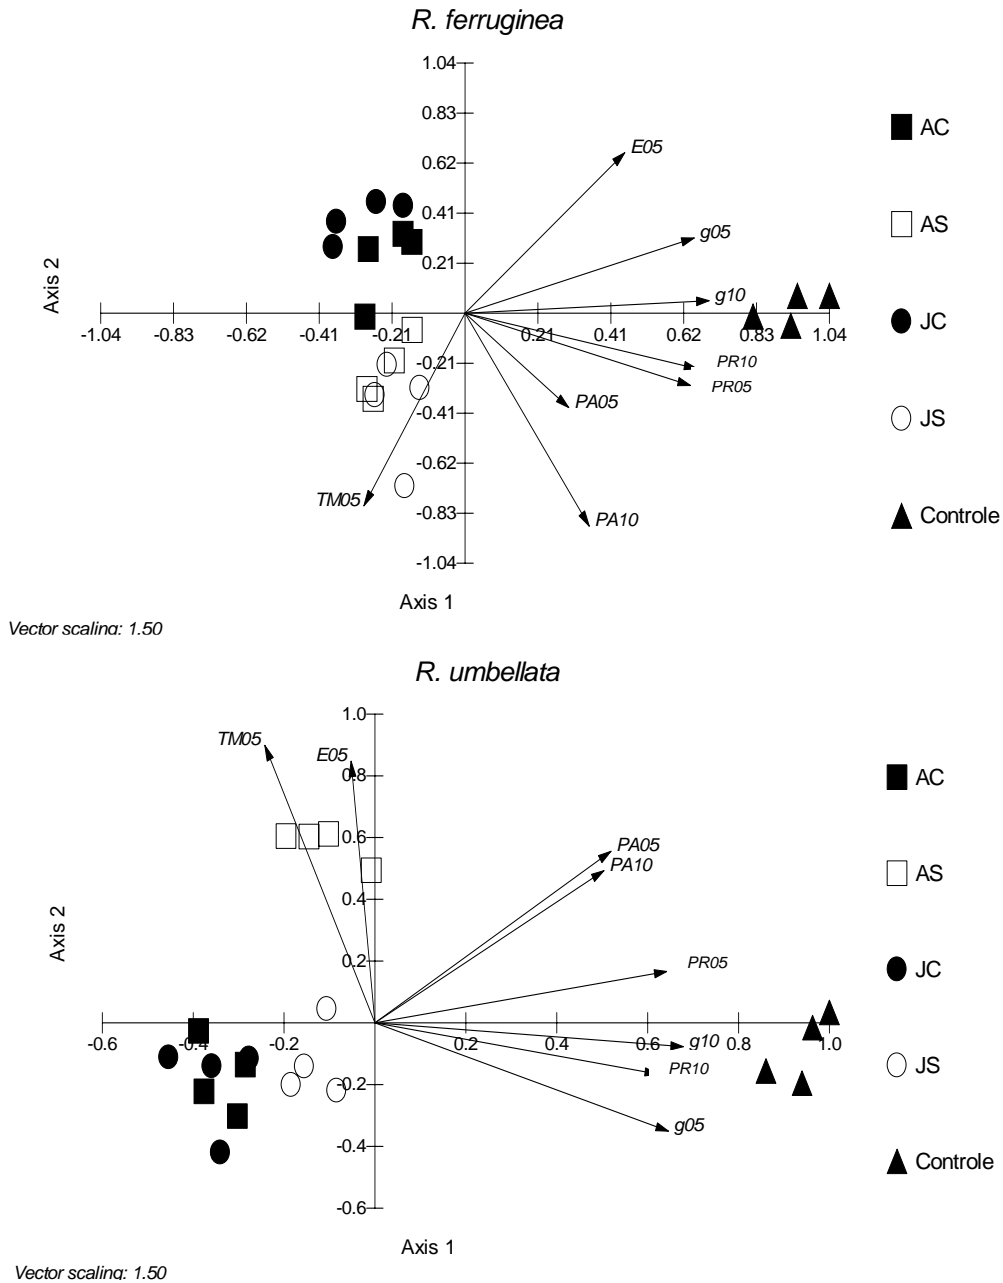 R. ferruginea
1.04
0.83
0.62
0.41
0.21
-0.21
-0.41
-0.62
-0.83
-1.04
-1.04 -0.83 -0.62 -0.41 -0.21 0.21 0.41 0.62 0.83 1.04
E05
g05
g10
PR10
PR05
PA05
PA10
TM05
Axis 2
Axis 1
AC
AS
JC
JS
Controle
Vector scaling: 1.50
R. umbellata
1.0
0.8
0.6
0.4
0.2
-0.2
-0.4
-0.6
-0.6 -0.4 -0.2 0.2 0.4 0.6 0.8 1.0
TM05
E05
PA05
PA10
PR05
g10
PR10
g05
Axis 2
Axis 1
AC
AS
JC
JS
Controle
Vector scaling: 1.50